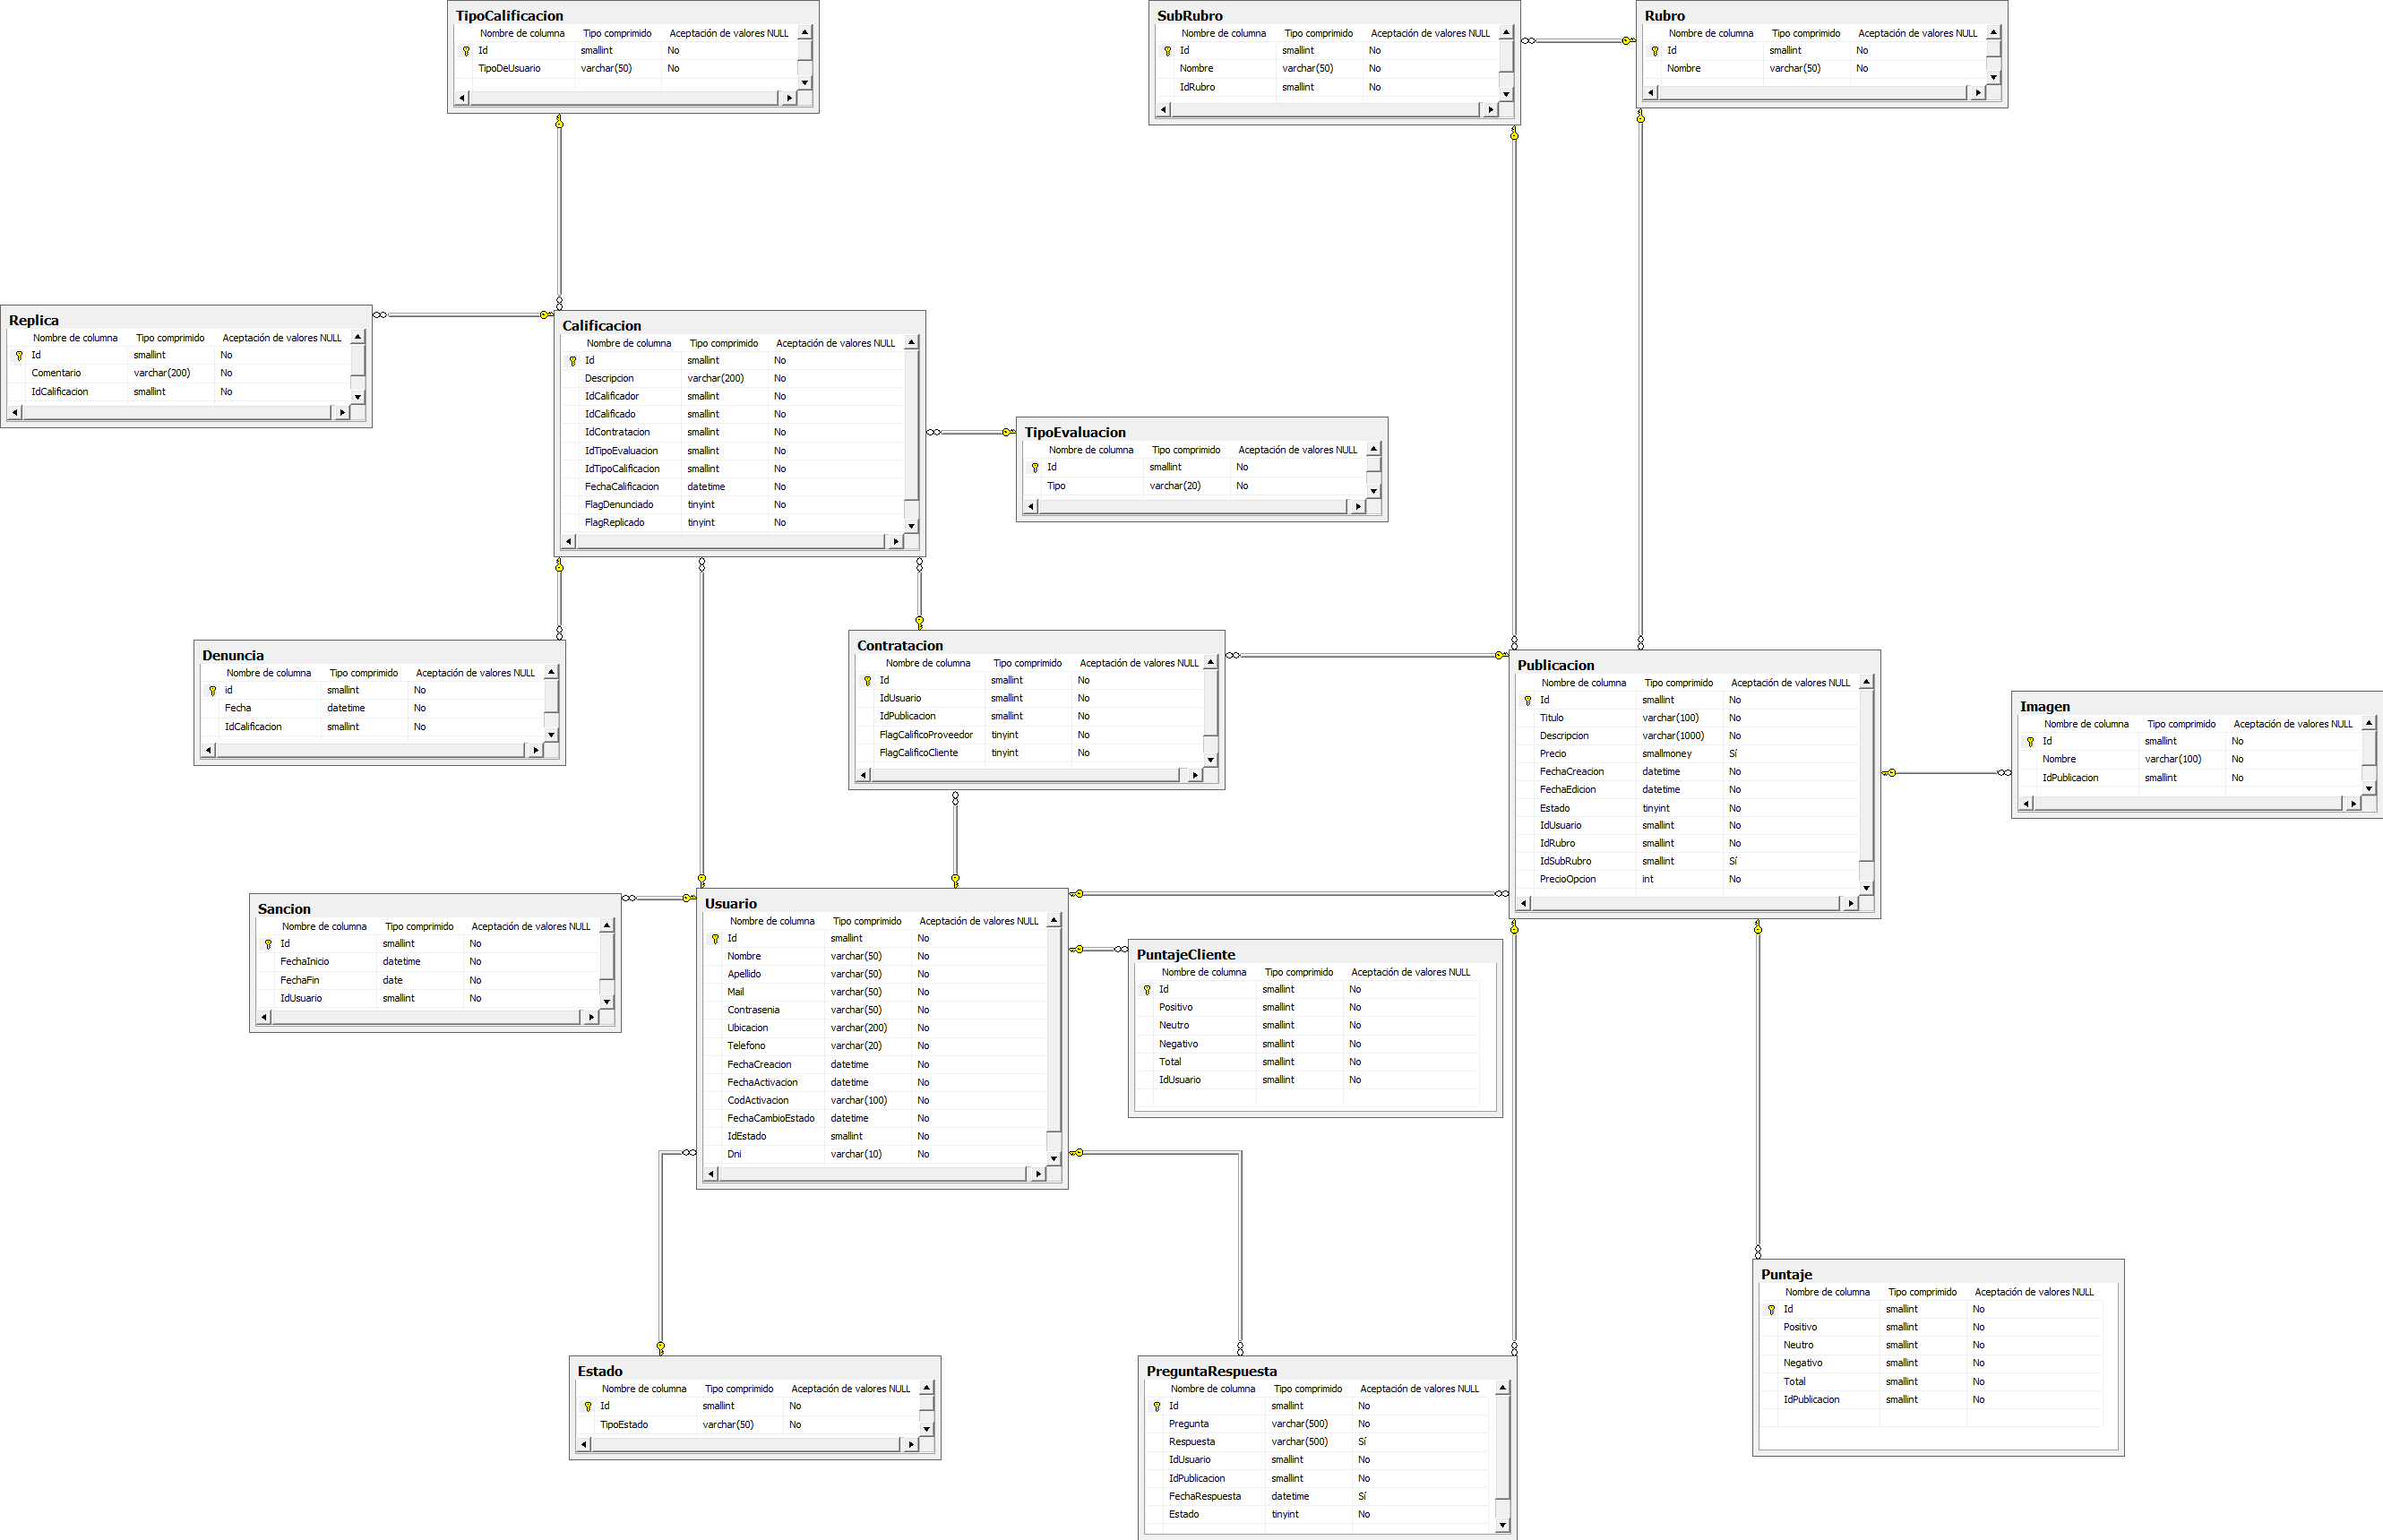 TipoCalificacion
Nombre de columna Tipo comprimido Aceptación de valores NULL
Id smallint No
TipoDeUsuario varchar(50) No
SubRubro
Nombre de columna Tipo comprimido Aceptación de valores NULL
Id smallint No
Nombre varchar(50) No
IdRubro smallint No
Rubro
Nombre de columna Tipo comprimido Aceptación de valores NULL
Id smallint No
Nombre varchar(50) No
Replica
Nombre de columna Tipo comprimido Aceptación de valores NULL
Id smallint No
Comentario varchar(200) No
IdCalificacion smallint No
Calificacion
Nombre de columna Tipo comprimido Aceptación de valores NULL
Id smallint No
Descripcion varchar(200) No
IdCalificador smallint No
IdCalificado smallint No
IdContratacion smallint No
IdTipoEvaluacion smallint No
IdTipoCalificacion smallint No
FechaCalificacion datetime No
FlagDenunciado tinyint No
FlagReplicado tinyint No
TipoEvaluacion
Nombre de columna Tipo comprimido Aceptación de valores NULL
Id smallint No
Tipo varchar(20) No
Denuncia
Nombre de columna Tipo comprimido Aceptación de valores NULL
id smallint No
Fecha datetime No
IdCalificacion smallint No
Contratacion
Nombre de columna Tipo comprimido Aceptación de valores NULL
Id smallint No
IdUsuario smallint No
IdPublicacion smallint No
FlagCalificoProveedor tinyint No
FlagCalificoCliente tinyint No
Publicacion
Nombre de columna Tipo comprimido Aceptación de valores NULL
Id smallint No
Titulo varchar(100) No
Descripcion varchar(1000) No
Precio smallmoney Sí
FechaCreacion datetime No
FechaEdicion datetime No
Estado tinyint No
IdUsuario smallint No
IdRubro smallint No
IdSubRubro smallint Sí
PrecioOpcion int No
Imagen
Nombre de columna Tipo comprimido Aceptación de valores NULL
Id smallint No
Nombre varchar(100) No
IdPublicacion smallint No
Sancion
Nombre de columna Tipo comprimido Aceptación de valores NULL
Id smallint No
FechaInicio datetime No
FechaFin date No
IdUsuario smallint No
Usuario
Nombre de columna Tipo comprimido Aceptación de valores NULL
Id smallint No
Nombre varchar(50) No
Apellido varchar(50) No
Mail varchar(50) No
Contrasenia varchar(50) No
Ubicacion varchar(200) No
Telefono varchar(20) No
FechaCreacion datetime No
FechaActivacion datetime No
CodActivacion varchar(100) No
FechaCambioEstado datetime No
IdEstado smallint No
Dni varchar(10) No
PuntajeCliente
Nombre de columna Tipo comprimido Aceptación de valores NULL
Id smallint No
Positivo smallint No
Neutro smallint No
Negativo smallint No
Total smallint No
IdUsuario smallint No
Puntaje
Nombre de columna Tipo comprimido Aceptación de valores NULL
Id smallint No
Positivo smallint No
Neutro smallint No
Negativo smallint No
Total smallint No
IdPublicacion smallint No
Estado
Nombre de columna Tipo comprimido Aceptación de valores NULL
Id smallint No
TipoEstado varchar(50) No
PreguntaRespuesta
Nombre de columna Tipo comprimido Aceptación de valores NULL
Id smallint No
Pregunta varchar(500) No
Respuesta varchar(500) Sí
IdUsuario smallint No
IdPublicacion smallint No
FechaRespuesta datetime Sí
Estado tinyint No